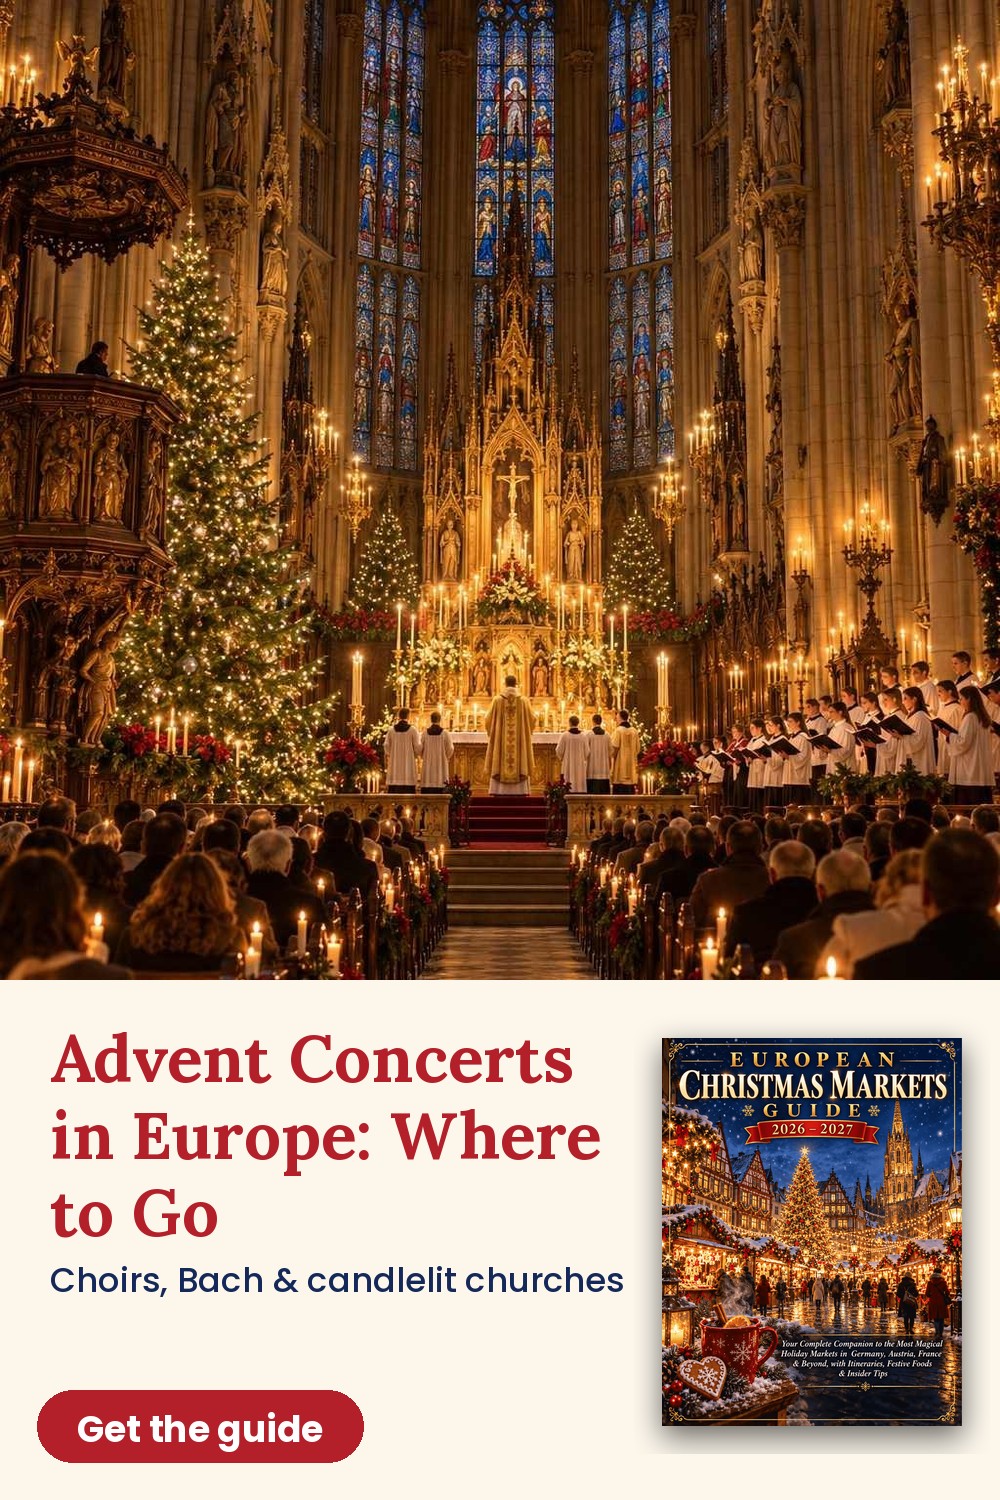 Advent Concerts
in Europe: Where
to Go
Choirs, Bach & candlelit churches
Get the guide
EUROPEAN
CHRISTMAS MARKETS
GUIDE
2026 – 2027
Your Complete Companion to the Most Magical
Holiday Markets in Germany, Austria, France
& Beyond, with Itineraries, Festive Foods
& Insider Tips